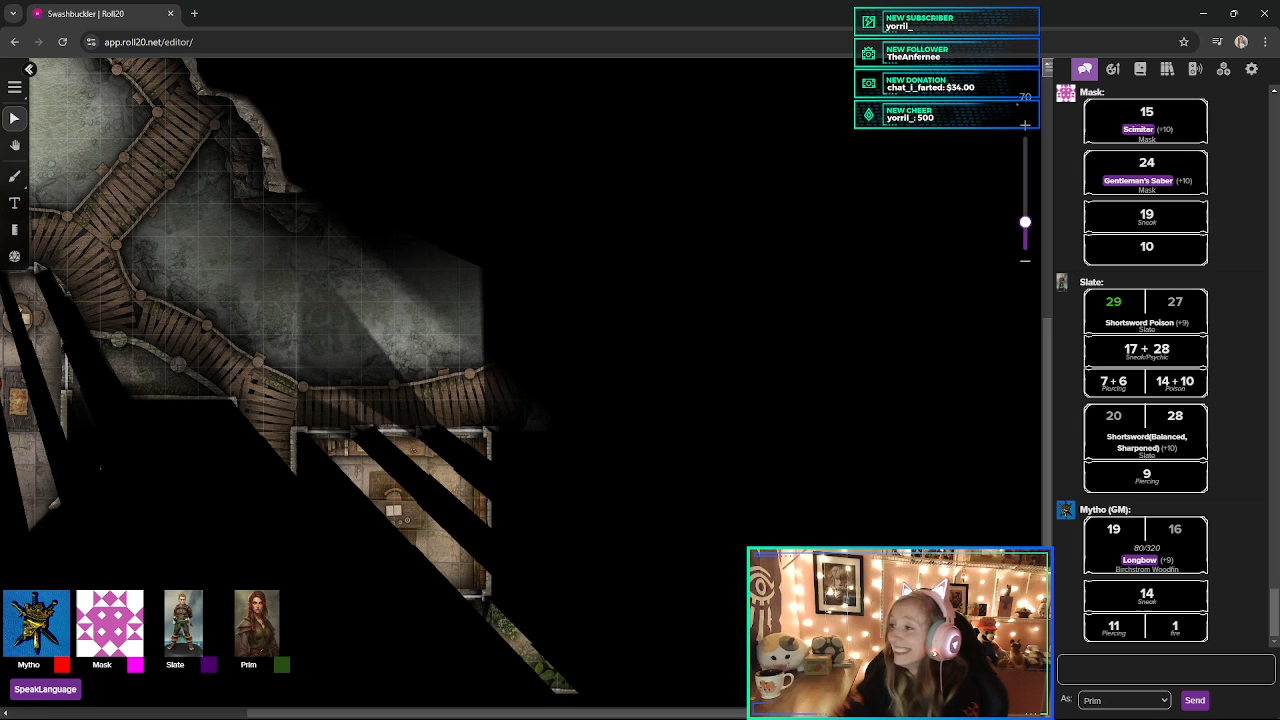 Swashbudder | Roll20
app.roll20.net/editor/
NEW SUBSCRIBER
yorril_
NEW FOLLOWER
TheAnfernee
NEW DONATION
chat_i_farted: $34.00
NEW CHEER
yorril_: 500
70
Mask:
15
Scimitar (+10)
Mask
24
Gentleman's Saber (+10)
Mask
19
Sneak
10
Slate:
29 27
Shortsword Poison (+9)
Slate
17 + 28
Sneak/Psychic
7 + 6 14 + 10
Piercing Poison
20 28
Shortsword(Balanced,
Sharpened) (+10)
Slate
9
Piercing
Mytho (GM):
19 16
80/320
Longbow (+9)
Birchstrom Woodfin
14
Sneak
11 1
Piercing fire
Mytho Mask Slate Prim
SpeakLanguage
As: Prim Send